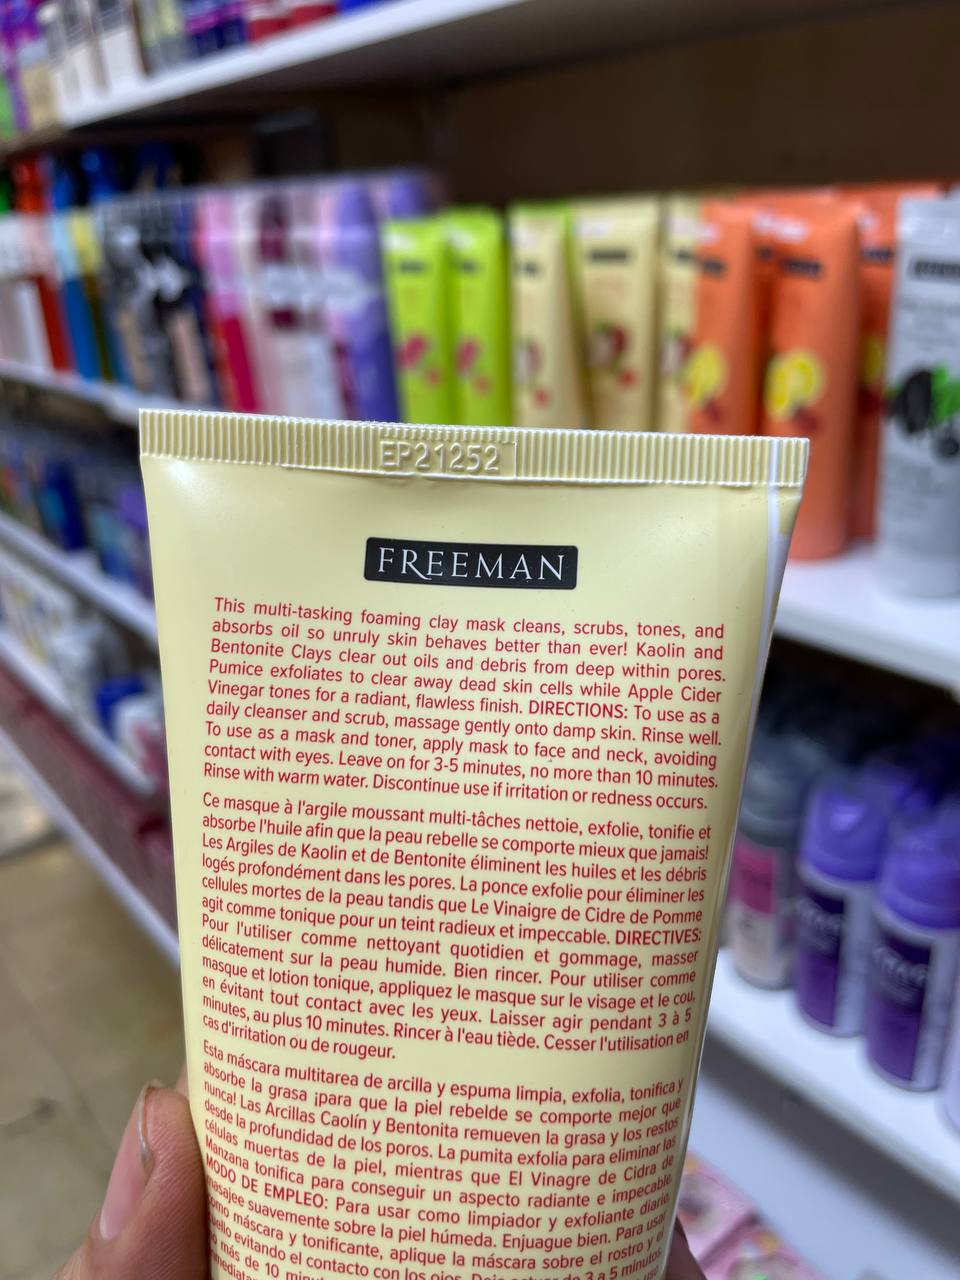 EP21252
FREEMAN
This multi-tasking foaming clay mask cleans, scrubs, tones, and
absorbs oil so unruly skin behaves better than ever! Kaolin and
Bentonite Clays clear out oils and debris from deep within pores.
Pumice exfoliates to clear away dead skin cells while Apple Cider
Vinegar tones for a radiant, flawless finish. DIRECTIONS: To use as a
daily cleanser and scrub, massage gently onto damp skin. Rinse well.
To use as a mask and toner, apply mask to face and neck, avoiding
contact with eyes. Leave on for 3-5 minutes, no more than 10 minutes.
Rinse with warm water. Discontinue use if irritation or redness occurs.
Ce masque à l'argile moussant multi-tâches nettoie, exfolie, tonifie et
absorbe l'huile afin que la peau rebelle se comporte mieux que jamais!
Les Argiles de Kaolin et de Bentonite éliminent les huiles et les débris
logés profondément dans les pores. La ponce exfolie pour éliminer les
cellules mortes de la peau tandis que Le Vinaigre de Cidre de Pomme
agit comme tonique pour un teint radieux et impeccable. DIRECTIVES:
Pour l'utiliser comme nettoyant quotidien et gommage, masser
délicatement sur la peau humide. Bien rincer. Pour utiliser comme
masque et lotion tonique, appliquez le masque sur le visage et le cou,
en évitant tout contact avec les yeux. Laisser agir pendant 3 à 5
minutes, au plus 10 minutes. Rincer à l'eau tiède. Cesser l'utilisation en
cas d'irritation ou de rougeur.
Esta máscara multitarea de arcilla y espuma limpia, exfolia, tonifica y
absorbe la grasa ¡para que la piel rebelde se comporte mejor que
nunca! Las Arcillas Caolín y Bentonita remueven la grasa y los restos
desde la profundidad de los poros. La pumita exfolia para eliminar las
células muertas de la piel, mientras que El Vinagre de Cidra de
Manzana tonifica para conseguir un aspecto radiante e impecable.
MODO DE EMPLEO: Para usar como limpiador y exfoliante diario,
masajee suavemente sobre la piel húmeda. Enjuague bien. Para usar
como máscara y tonificante, aplique la máscara sobre el rostro y el
cuello evitando el contacto con los ojos. Deje actuar de 3 a 5 minutos,
más de 10